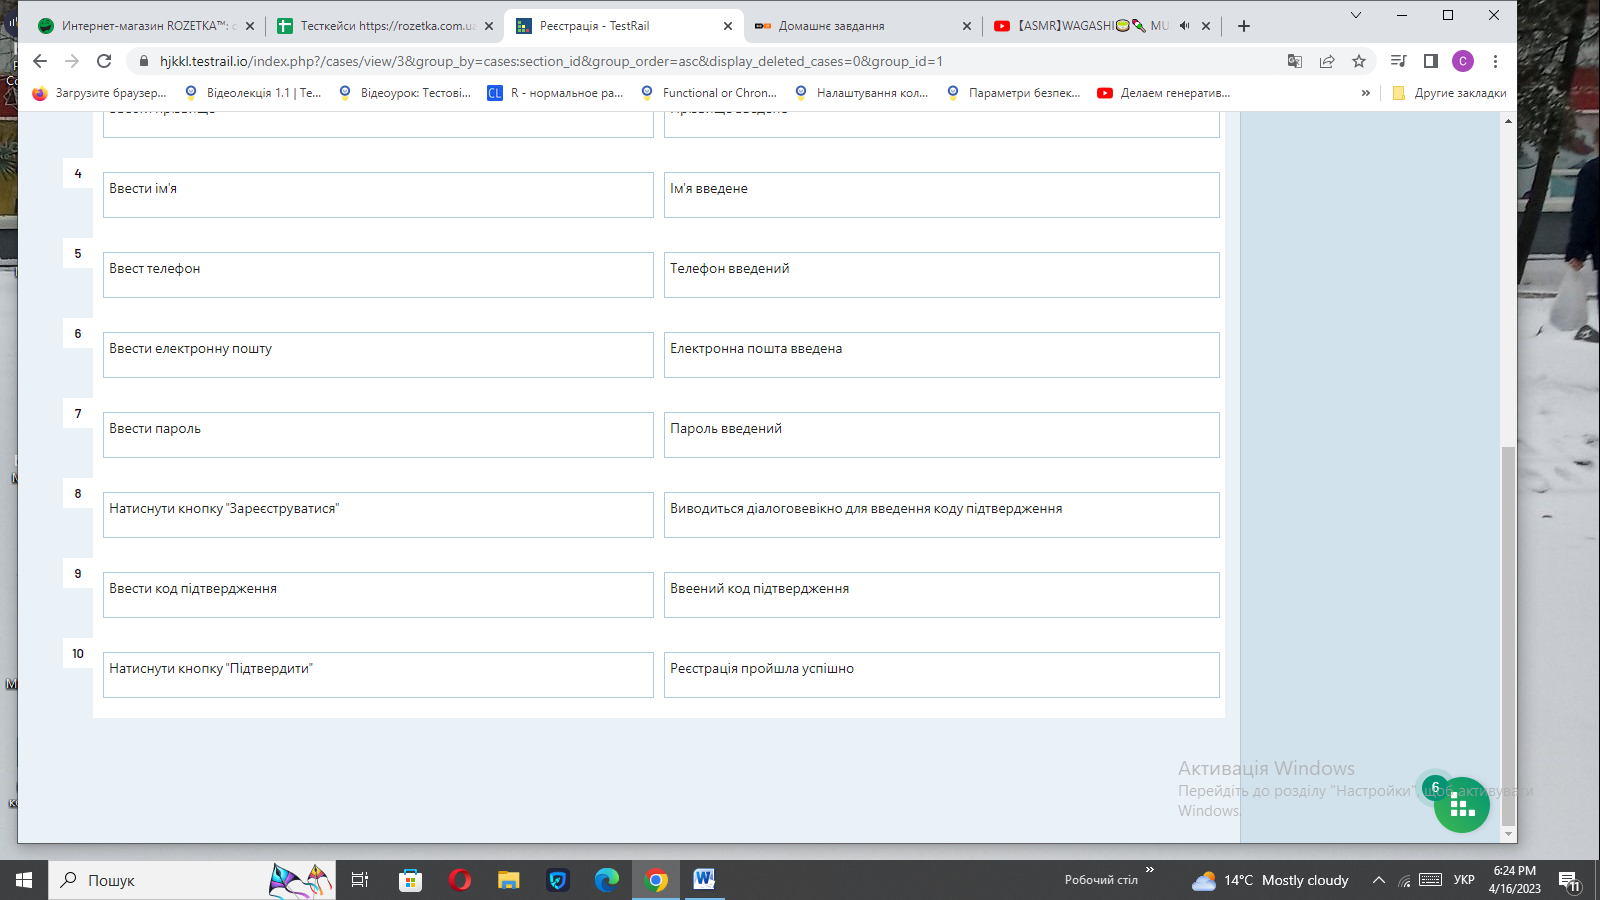 Интернет-магазин ROZETKA™: с
Тесткейси https://rozetka.com.ua
Реєстрація - TestRail
Домашнє завдання
【ASMR】WAGASHI🍵🍡 MU
hjkkl.testrail.io/index.php?/cases/view/3&group_by=cases:section_id&group_order=asc&display_deleted_cases=0&group_id=1
C
Загрузите браузер...
Відеолекція 1.1 | Те...
Відеоурок: Тестові...
CL R - нормальное ра...
Functional or Chron...
Налаштування кол...
Параметри безпек...
Делаем генератив...
»
Другие закладки
4
Ввести ім'я
Ім'я введене
5
Ввест телефон
Телефон введений
6
Ввести електронну пошту
Електронна пошта введена
7
Ввести пароль
Пароль введений
8
Натиснути кнопку "Зареєструватися"
Виводиться діалоговевікно для введення коду підтвердження
9
Ввести код підтвердження
Ввеений код підтвердження
10
Натиснути кнопку "Підтвердити"
Реєстрація пройшла успішно
Активація Windows
Перейдіть до розділу "Настройки", щоб активувати
Windows.
6
Пошук
Робочий стіл
»
14°C Mostly cloudy
УКР
6:24 PM
4/16/2023
11